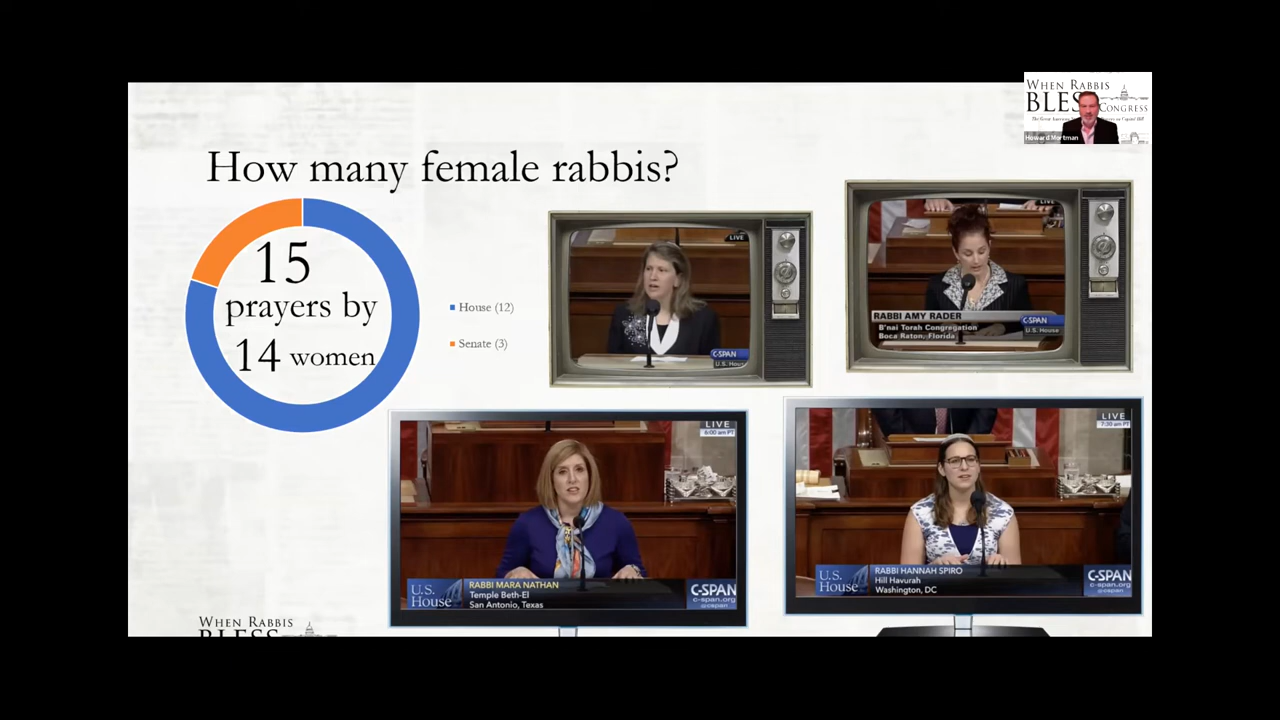 WHEN RABBIS
BLESS CONGRESS
Howard Mortman
How many female rabbis?
15
prayers by
14 women
House (12)
Senate (3)
LIVE
C-SPAN
U.S. House
LIVE
RABBI AMY RADER
B'nai Torah Congregation
Boca Raton, Florida
C-SPAN
U.S. House
LIVE
6:00 am PT
U.S. House
RABBI MARA NATHAN
Temple Beth-El
San Antonio, Texas
C-SPAN
c-span.org
@cspan
LIVE
7:30 am PT
U.S. House
RABBI HANNAH SPIRO
Hill Havurah
Washington, DC
C-SPAN
c-span.org
@cspan
WHEN RABBIS
BLESS